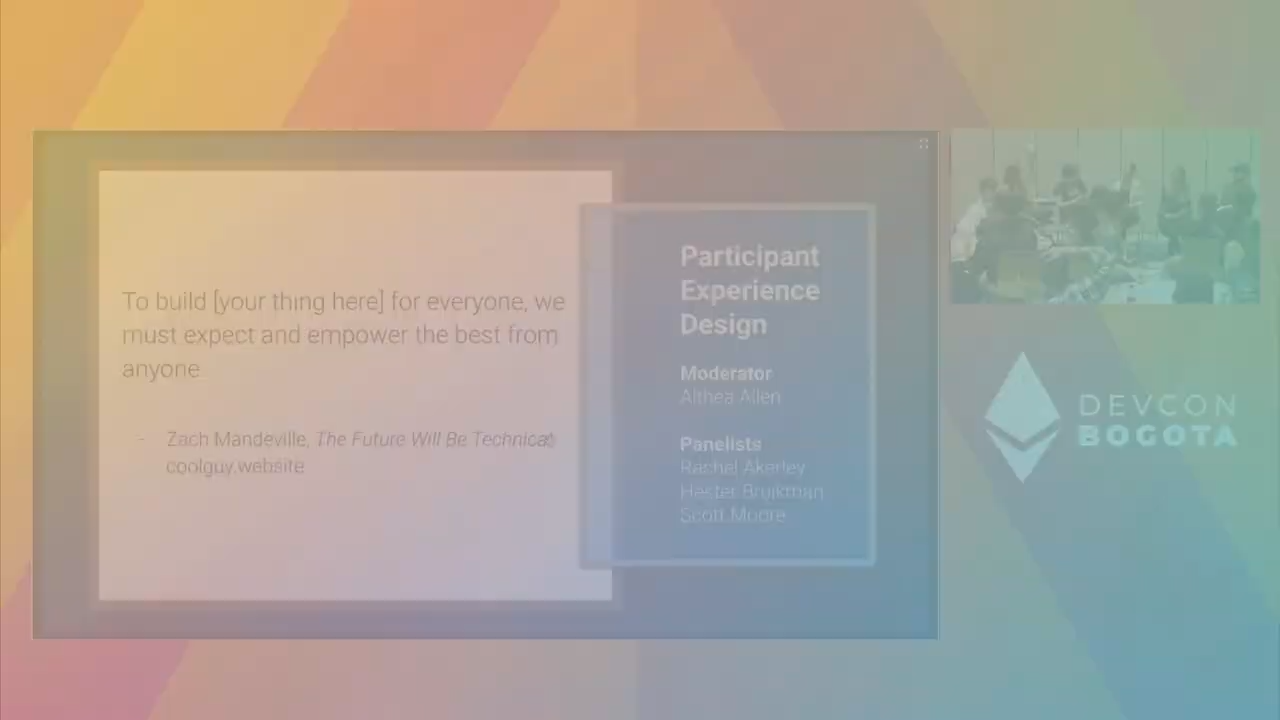 To build [your thing here] for everyone, we
must expect and empower the best from
anyone.
- Zach Mandeville, The Future Will Be Technical
coolguy.website
Participant
Experience
Design
Moderator
Althea Allen
Panelists
Rachel Akerley
Hester Bruikman
Scott Moore
DEVCON
BOGOTA